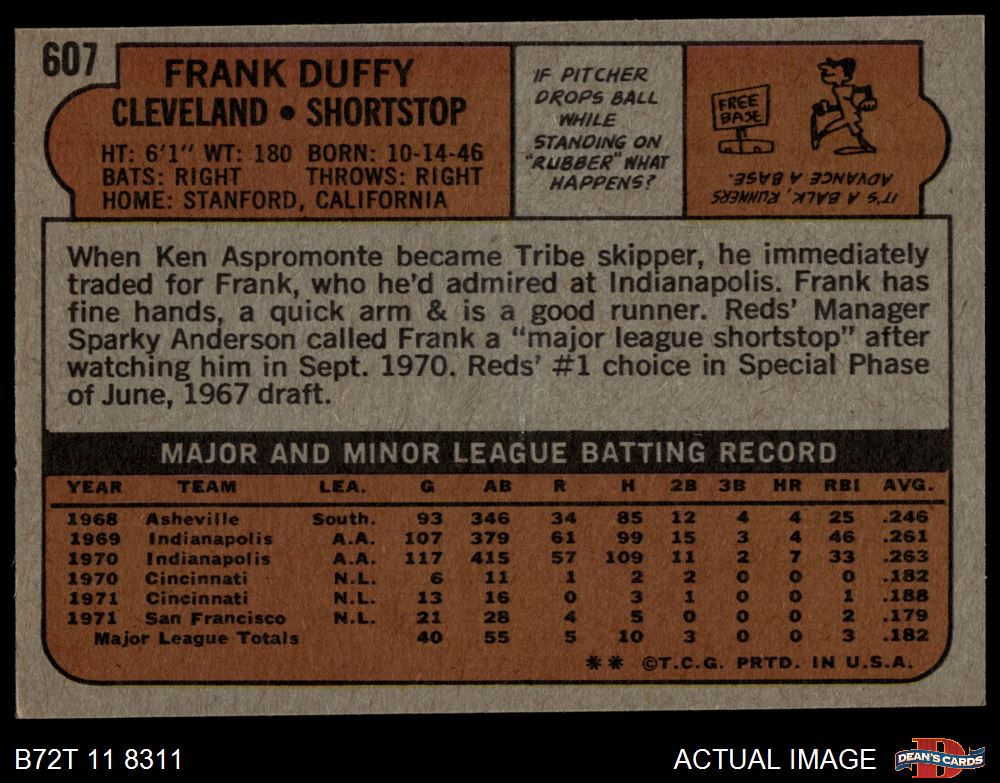 607
FRANK DUFFY
CLEVELAND • SHORTSTOP
HT: 6'1" WT: 180 BORN: 10-14-46
BATS: RIGHT THROWS: RIGHT
HOME: STANFORD, CALIFORNIA
IF PITCHER
DROPS BALL
WHILE
STANDING ON
"RUBBER" WHAT
HAPPENS?
FREE
BASE
IT'S A BALK, RUNNERS
ADVANCE A BASE.
When Ken Aspromonte became Tribe skipper, he immediately
traded for Frank, who he'd admired at Indianapolis. Frank has
fine hands, a quick arm & is a good runner. Reds' Manager
Sparky Anderson called Frank a "major league shortstop" after
watching him in Sept. 1970. Reds' #1 choice in Special Phase
of June, 1967 draft.
MAJOR AND MINOR LEAGUE BATTING RECORD
YEAR TEAM LEA. G AB R H 2B 3B HR RBI AVG.
1968 Asheville South. 93 346 34 85 12 4 4 25 .246
1969 Indianapolis A.A. 107 379 61 99 15 3 4 46 .261
1970 Indianapolis A.A. 117 415 57 109 11 2 7 33 .263
1970 Cincinnati N.L. 6 11 1 2 2 0 0 0 .182
1971 Cincinnati N.L. 13 16 0 3 1 0 0 1 .188
1971 San Francisco N.L. 21 28 4 5 0 0 0 2 .179
Major League Totals 40 55 5 10 3 0 0 3 .182
** ©T.C.G. PRTD. IN U.S.A.
B72T 11 8311
ACTUAL IMAGE
D
DEAN'S CARDS